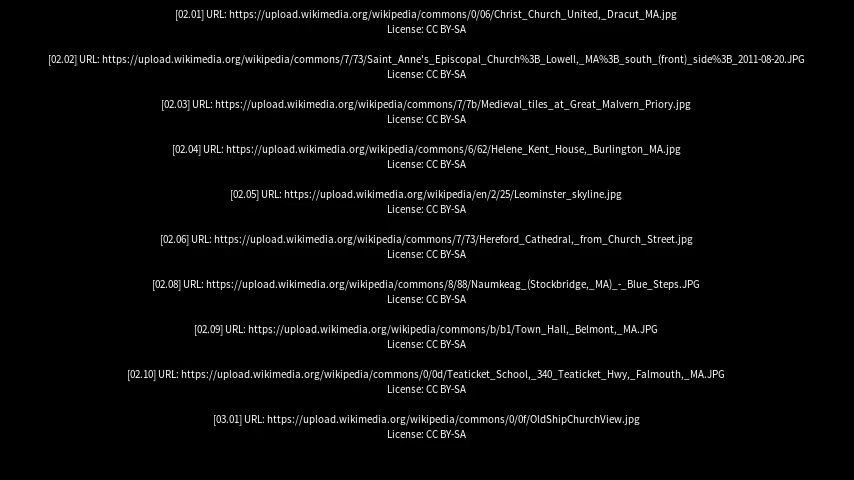 [02.01] URL: https://upload.wikimedia.org/wikipedia/commons/0/06/Christ_Church_United,_Dracut_MA.jpg
License: CC BY-SA
[02.02] URL: https://upload.wikimedia.org/wikipedia/commons/7/73/Saint_Anne's_Episcopal_Church%3B_Lowell,_MA%3B_south_(front)_side%3B_2011-08-20.JPG
License: CC BY-SA
[02.03] URL: https://upload.wikimedia.org/wikipedia/commons/7/7b/Medieval_tiles_at_Great_Malvern_Priory.jpg
License: CC BY-SA
[02.04] URL: https://upload.wikimedia.org/wikipedia/commons/6/62/Helene_Kent_House,_Burlington_MA.jpg
License: CC BY-SA
[02.05] URL: https://upload.wikimedia.org/wikipedia/en/2/25/Leominster_skyline.jpg
License: CC BY-SA
[02.06] URL: https://upload.wikimedia.org/wikipedia/commons/7/73/Hereford_Cathedral,_from_Church_Street.jpg
License: CC BY-SA
[02.08] URL: https://upload.wikimedia.org/wikipedia/commons/8/88/Naumkeag_(Stockbridge,_MA)_-_Blue_Steps.JPG
License: CC BY-SA
[02.09] URL: https://upload.wikimedia.org/wikipedia/commons/b/b1/Town_Hall,_Belmont,_MA.JPG
License: CC BY-SA
[02.10] URL: https://upload.wikimedia.org/wikipedia/commons/0/0d/Teaticket_School,_340_Teaticket_Hwy,_Falmouth,_MA.JPG
License: CC BY-SA
[03.01] URL: https://upload.wikimedia.org/wikipedia/commons/0/0f/OldShipChurchView.jpg
License: CC BY-SA